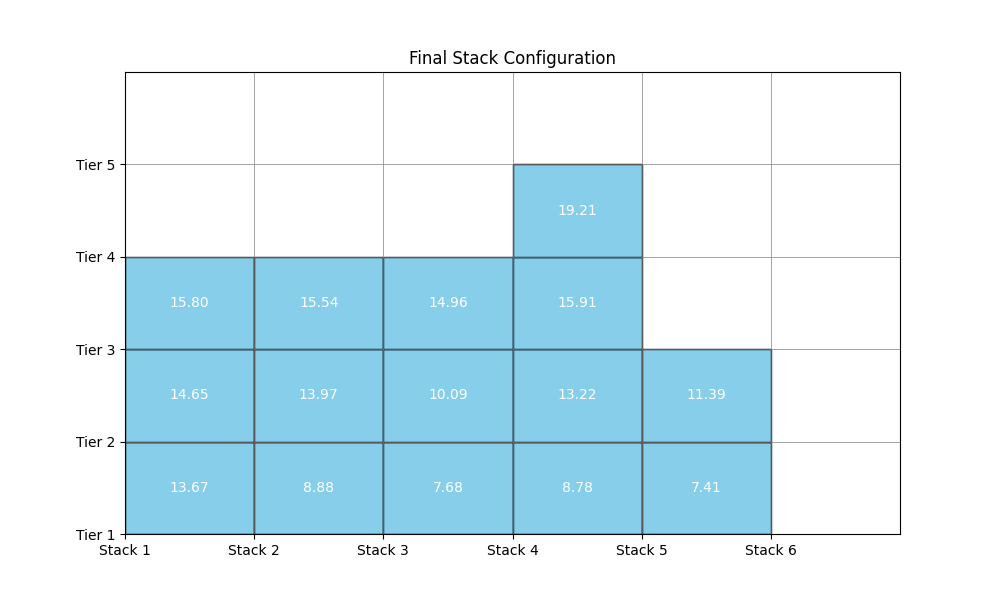 Final Stack Configuration
Tier 5
19.21
Tier 4
15.80 15.54 14.96 15.91
Tier 3
14.65 13.97 10.09 13.22 11.39
Tier 2
13.67 8.88 7.68 8.78 7.41
Tier 1
Stack 1 Stack 2 Stack 3 Stack 4 Stack 5 Stack 6